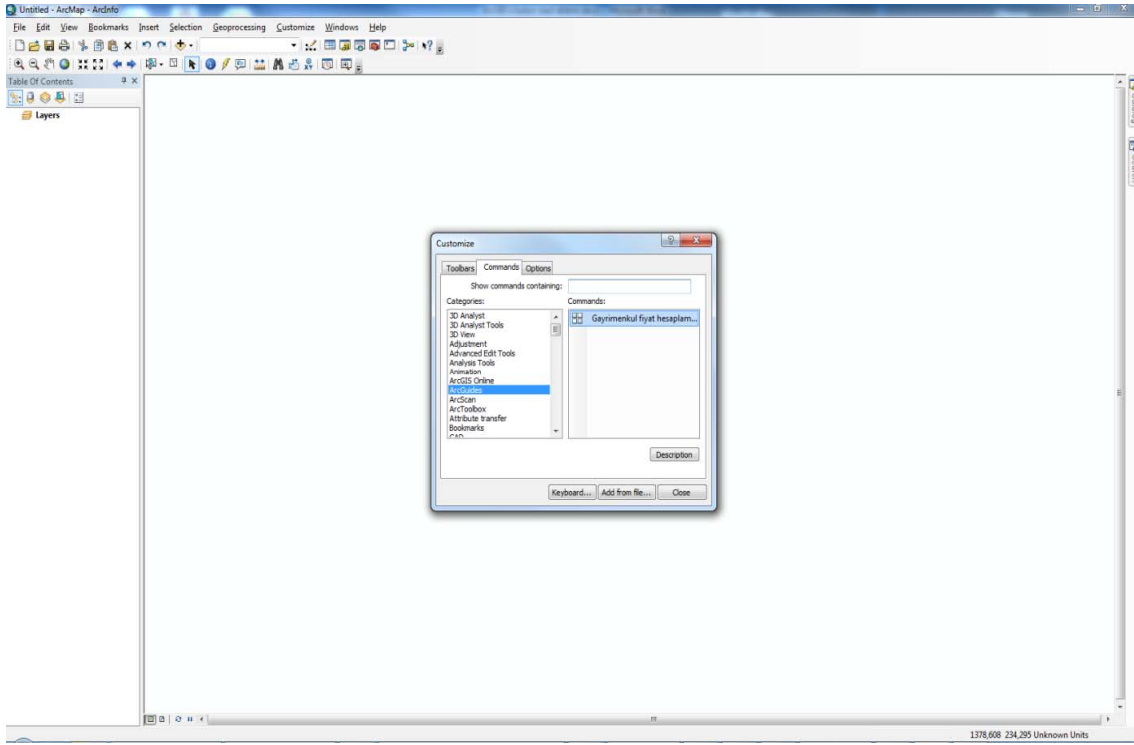 Untitled - ArcMap - ArcInfo
File Edit View Bookmarks Insert Selection Geoprocessing Customize Windows Help
Table Of Contents
Layers
Customize
Toolbars Commands Options
Show commands containing:
Categories: Commands:
3D Analyst
3D Analyst Tools
3D View
Adjustment
Advanced Edit Tools
Analysis Tools
Animation
ArcGIS Online
ArcGuides
ArcScan
ArcToolbox
Attribute transfer
Bookmarks
CAD
Gayrimenkul fiyat hesaplam...
Description
Keyboard... Add from file... Close
1378,608 234,295 Unknown Units